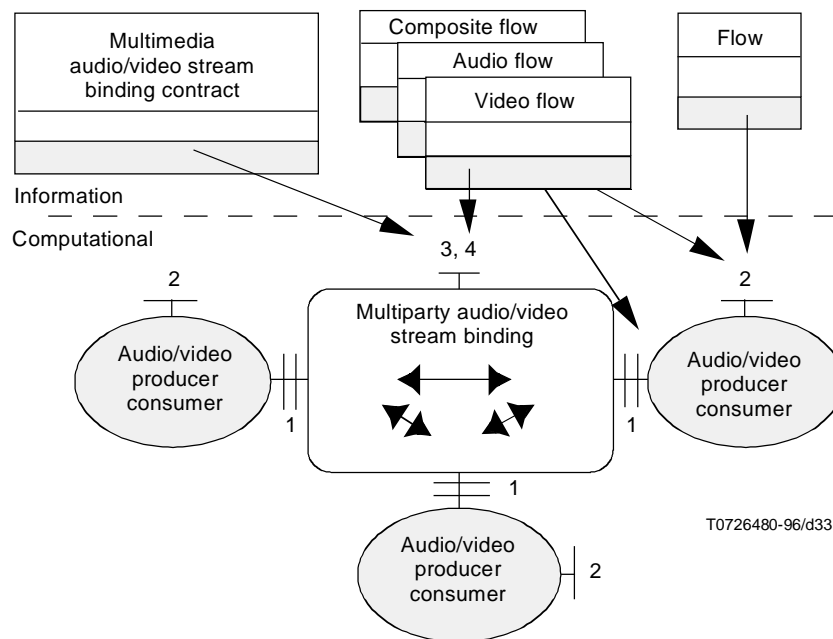 Multimedia
audio/video stream
binding contract
Composite flow
Audio flow
Video flow
Flow
Information
Computational
3, 4
2
2
Multiparty audio/video
stream binding
Audio/video
producer
consumer
Audio/video
producer
consumer
1
1
1
T0726480-96/d33
Audio/video
producer
consumer
2